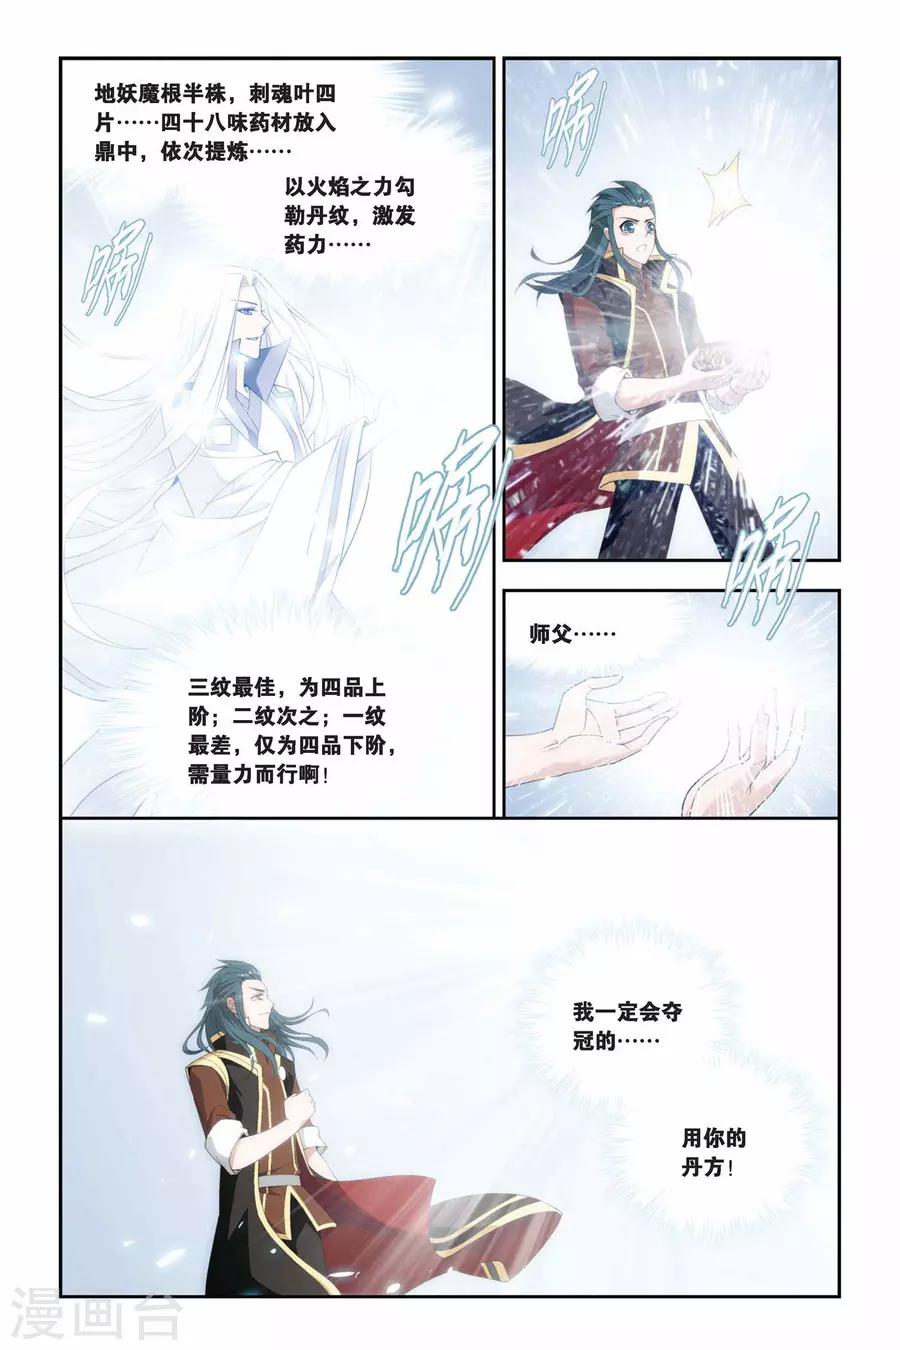 地妖魔根半株，刺魂叶四
片……四十八味药材放入
鼎中，依次提炼……
以火焰之力勾
勒丹纹，激发
药力……
嘀
嘀
三纹最佳，为四品上
阶；二纹次之；一纹
最差，仅为四品下阶，
需量力而行啊！
嘀
嘀
师父……
我一定会夺
冠的……
用你的
丹方！
漫画台